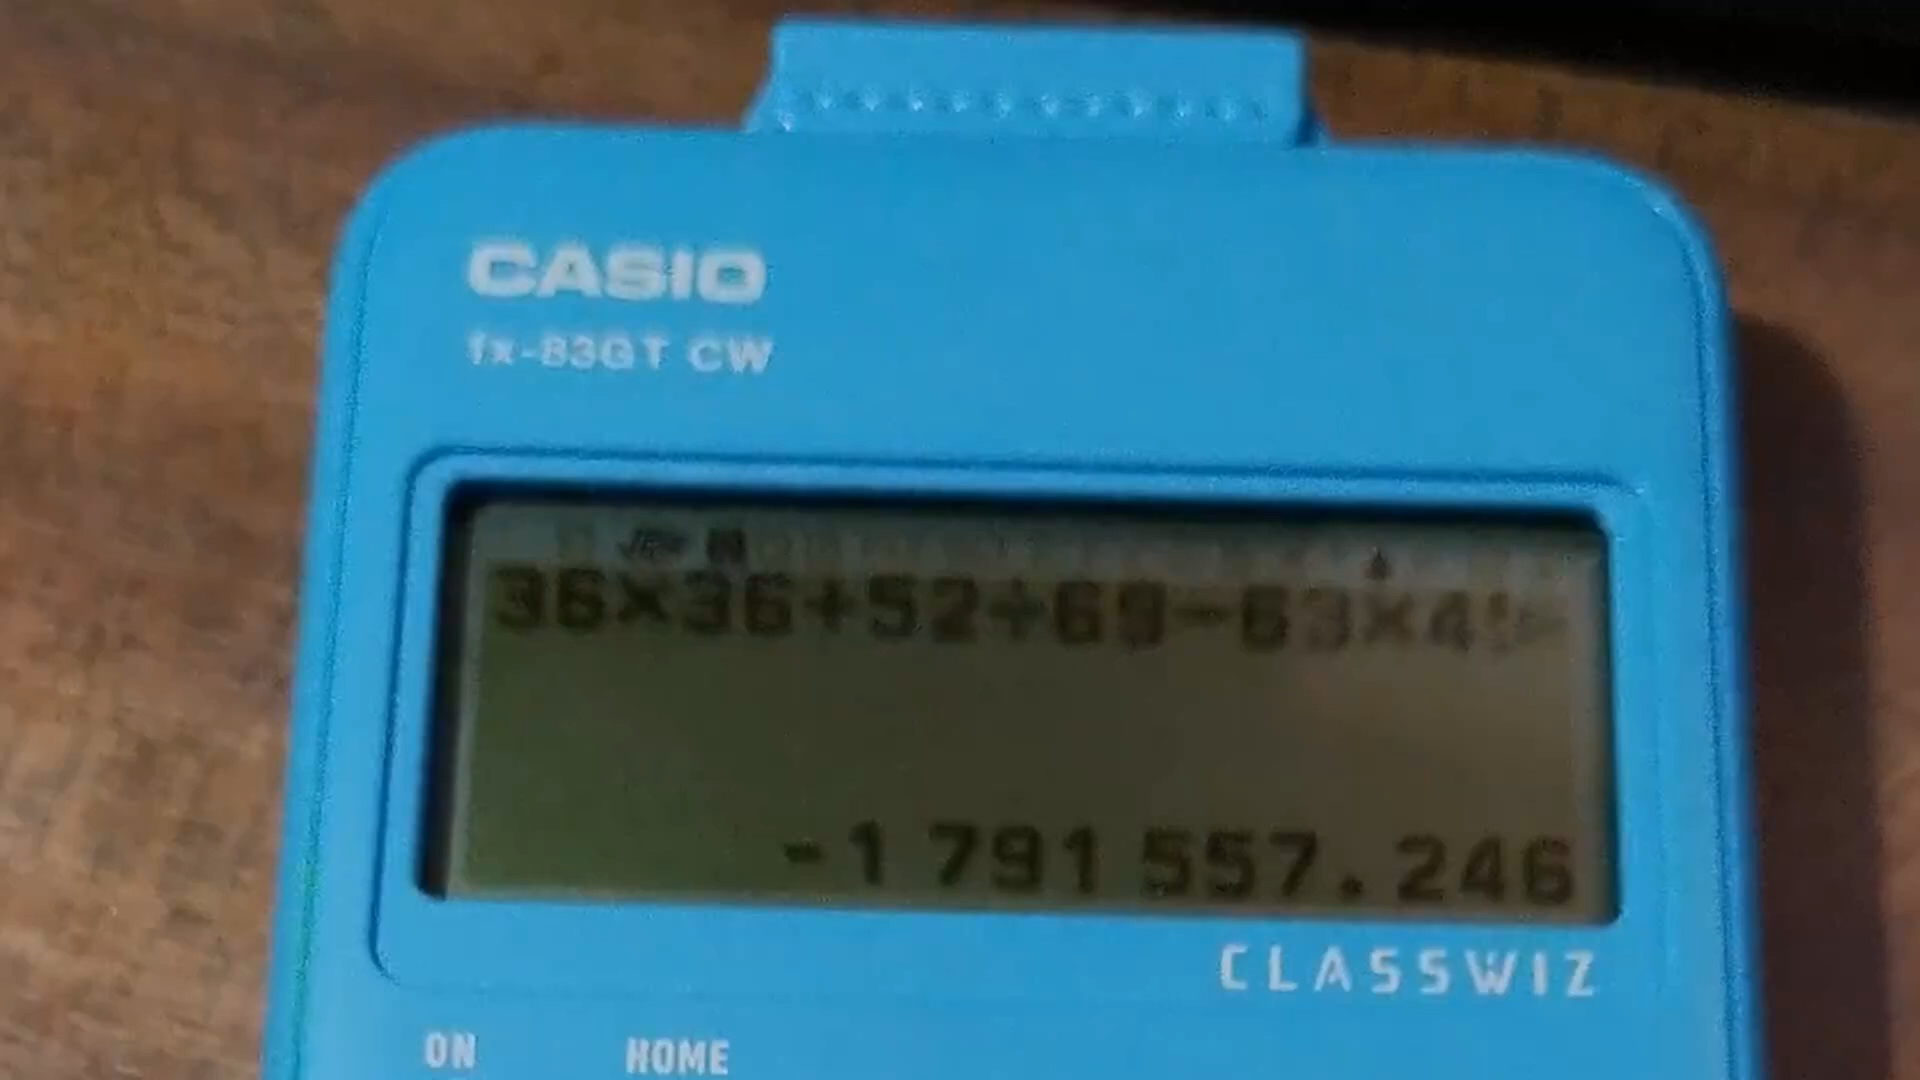 CASIO
fx-83GT CW
36×36+52÷69-63×4
-1 791 557.246
CLASSWIZ
ON HOME